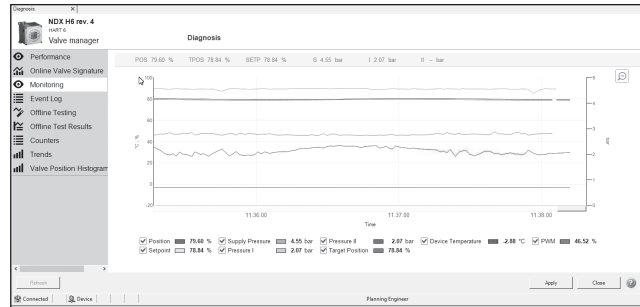 Diagnosis x
NDX H6 rev. 4
HART 6
Valve manager
Diagnosis
Performance
Online Valve Signature
Monitoring
Event Log
Offline Testing
Offline Test Results
Counters
Trends
Valve Position Histogram
POS 79.60 % TPOS 78.84 % SETP 78.84 % S 4.55 bar I 2.07 bar
100
80
60
40
20
0
-20
°C , %
5
4
3
2
1
0
bar
11.36.00 11.37.00 11.38.00
Time
Position 79.60 % Supply Pressure 4.55 bar Pressure II 2.07 bar Device Temperature -2.88 °C PWM 46.52 %
Setpoint 78.84 % Pressure I 2.07 bar Target Position 78.84 %
Refresh Apply Close
Connected Device Planning Engineer